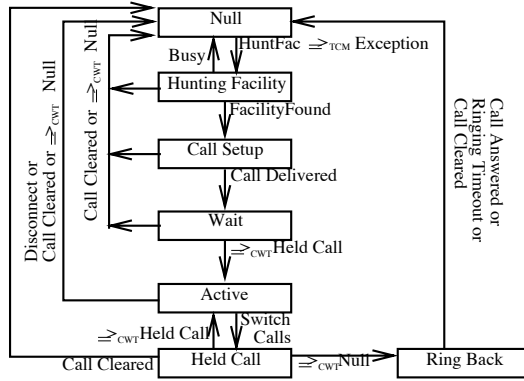 Null
HuntFac =>TCM Exception
Busy
Hunting Facility
FacilityFound
Call Setup
Call Delivered
Wait
=>CWT Held Call
Active
=>CWT Held Call
Switch
Calls
Call Cleared
Held Call
=>CWT Null
Ring Back
Disconnect or
Call Cleared or =>CWT Null
Call Cleared or =>CWT Null
Call Answered or
Ringing Timeout or
Call Cleared